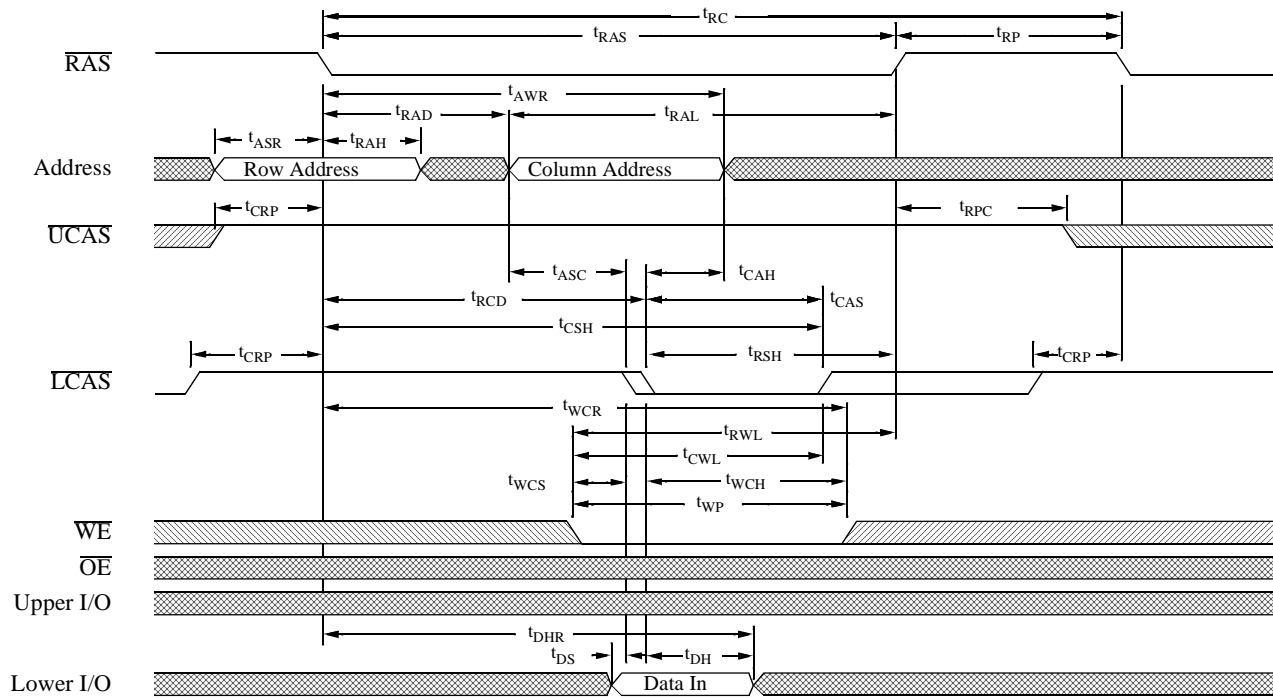 tRC
tRAS tRP
RAS
tAWR
tRAD tRAL
tASR tRAH
Address Row Address Column Address
tCRP tRPC
UCAS
tASC tCAH
tRCD tCAS
tCSH
tCRP tRSH tCRP
LCAS
tWCR
tRWL
tCWL
tWCS tWCH
tWP
WE
OE
Upper I/O
tDHR
tDS tDH
Lower I/O Data In